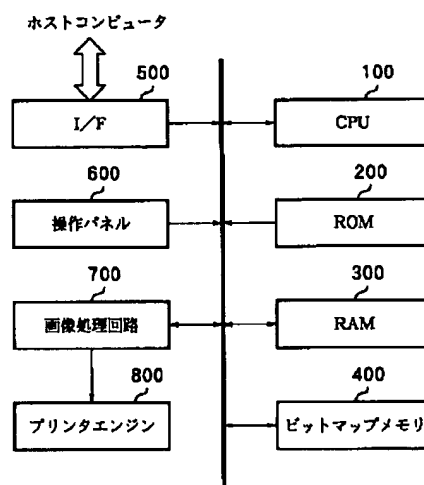 ホストコンピュータ
500
I/F
100
CPU
600
操作パネル
200
ROM
700
画像処理回路
300
RAM
800
プリンタエンジン
400
ビットマップメモリ